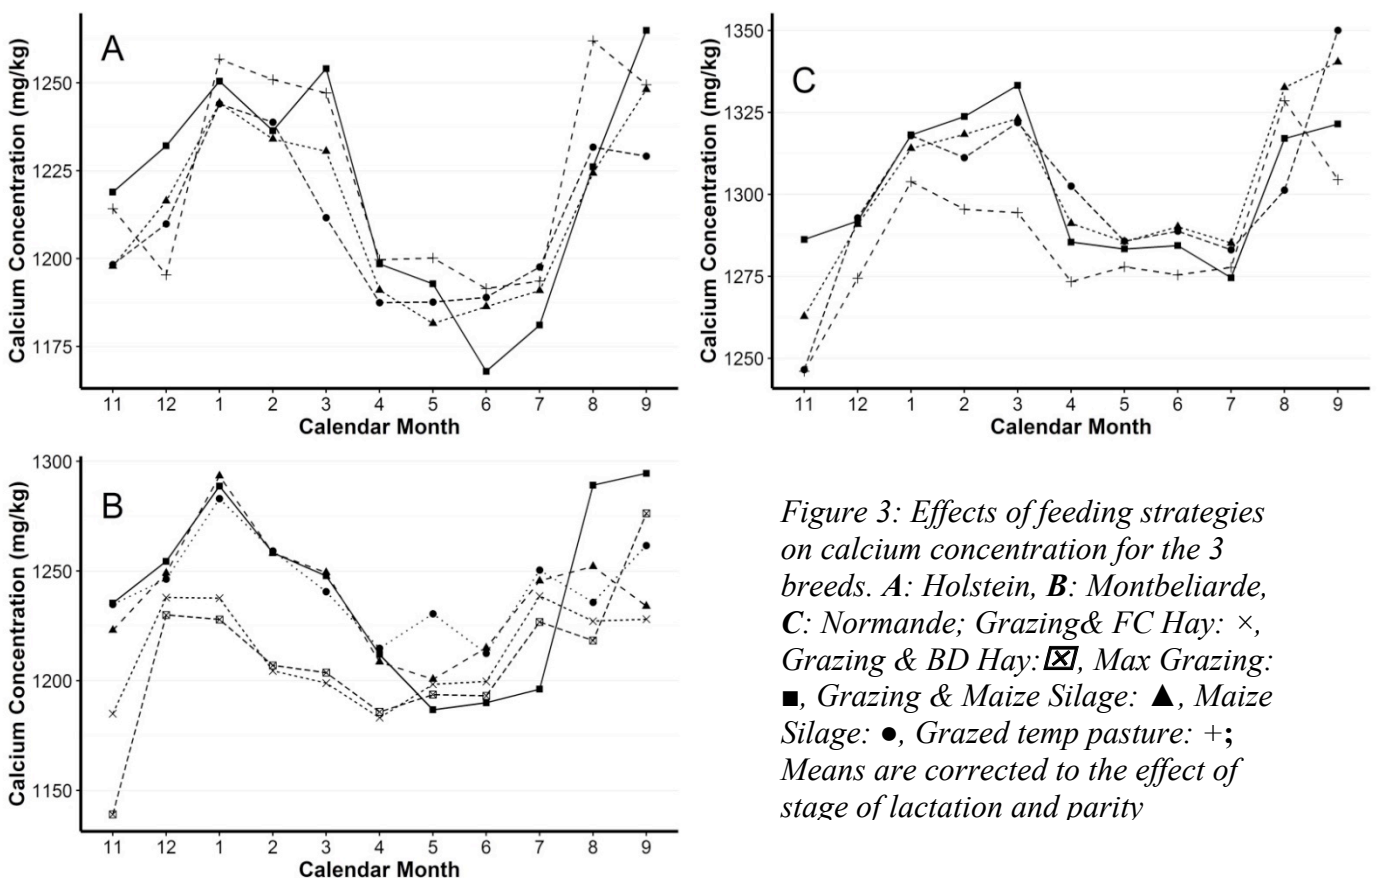 A
Calcium Concentration (mg/kg)
1250
1225
1200
1175
11 12 1 2 3 4 5 6 7 8 9
Calendar Month
C
Calcium Concentration (mg/kg)
1350
1325
1300
1275
1250
11 12 1 2 3 4 5 6 7 8 9
Calendar Month
B
Calcium Concentration (mg/kg)
1300
1250
1200
1150
11 12 1 2 3 4 5 6 7 8 9
Calendar Month
Figure 3: Effects of feeding strategies
on calcium concentration for the 3
breeds. A: Holstein, B: Montbeliarde,
C: Normande; Grazing& FC Hay: ×,
Grazing & BD Hay:⊠, Max Grazing:
■, Grazing & Maize Silage: ▲, Maize
Silage: ●, Grazed temp pasture: +;
Means are corrected to the effect of
stage of lactation and parity